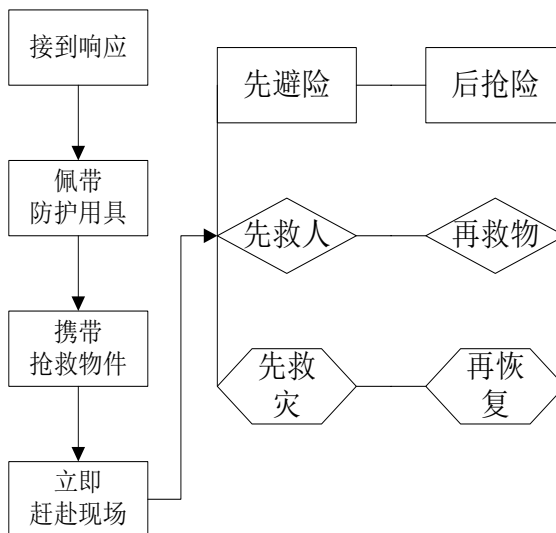 接到响应
佩带
防护用具
携带
抢救物件
立即
赶赴现场
先避险
后抢险
先救人
再救物
先救
灾
再恢
复